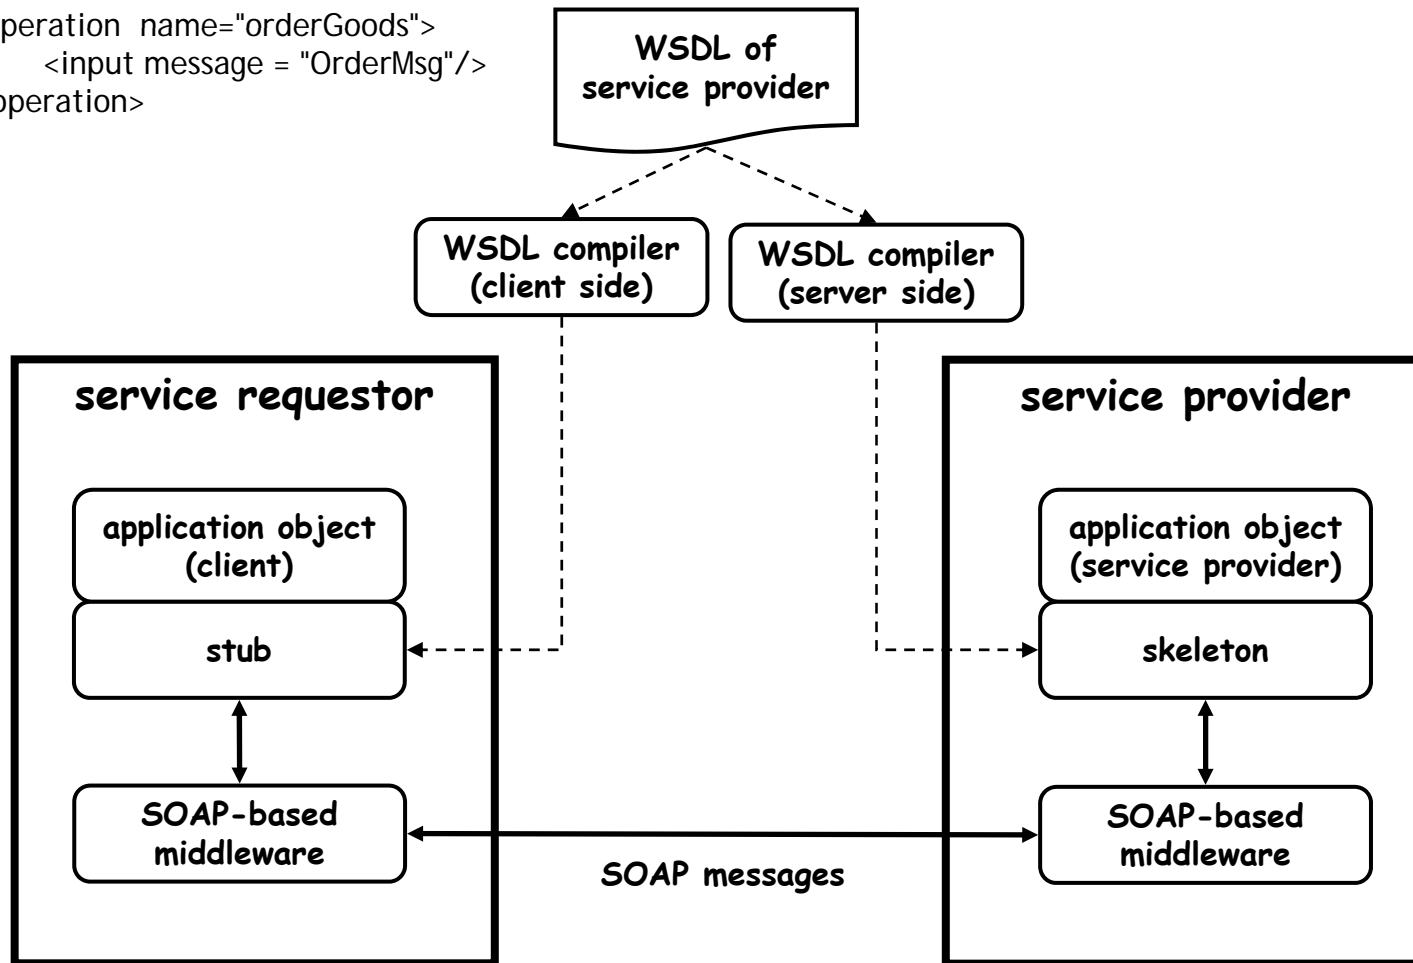 peration name="orderGoods">
<input message = "OrderMsg"/>
operation>
WSDL of
service provider
WSDL compiler
(client side)
WSDL compiler
(server side)
service requestor
service provider
application object
(client)
application object
(service provider)
stub
skeleton
SOAP-based
middleware
SOAP-based
middleware
SOAP messages